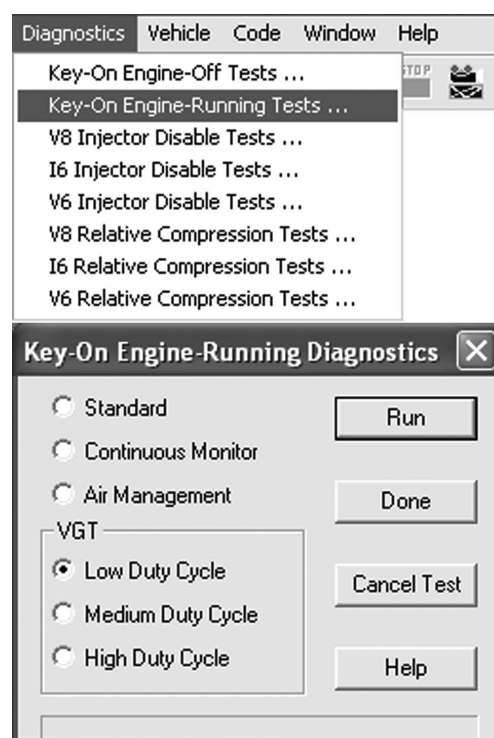 Diagnostics Vehicle Code Window Help
Key-On Engine-Off Tests ...
STOP
Key-On Engine-Running Tests ...
V8 Injector Disable Tests ...
I6 Injector Disable Tests ...
V6 Injector Disable Tests ...
V8 Relative Compression Tests ...
I6 Relative Compression Tests ...
V6 Relative Compression Tests ...
Key-On Engine-Running Diagnostics
Standard
Run
Continuous Monitor
Air Management
Done
VGT
Low Duty Cycle
Cancel Test
Medium Duty Cycle
High Duty Cycle
Help